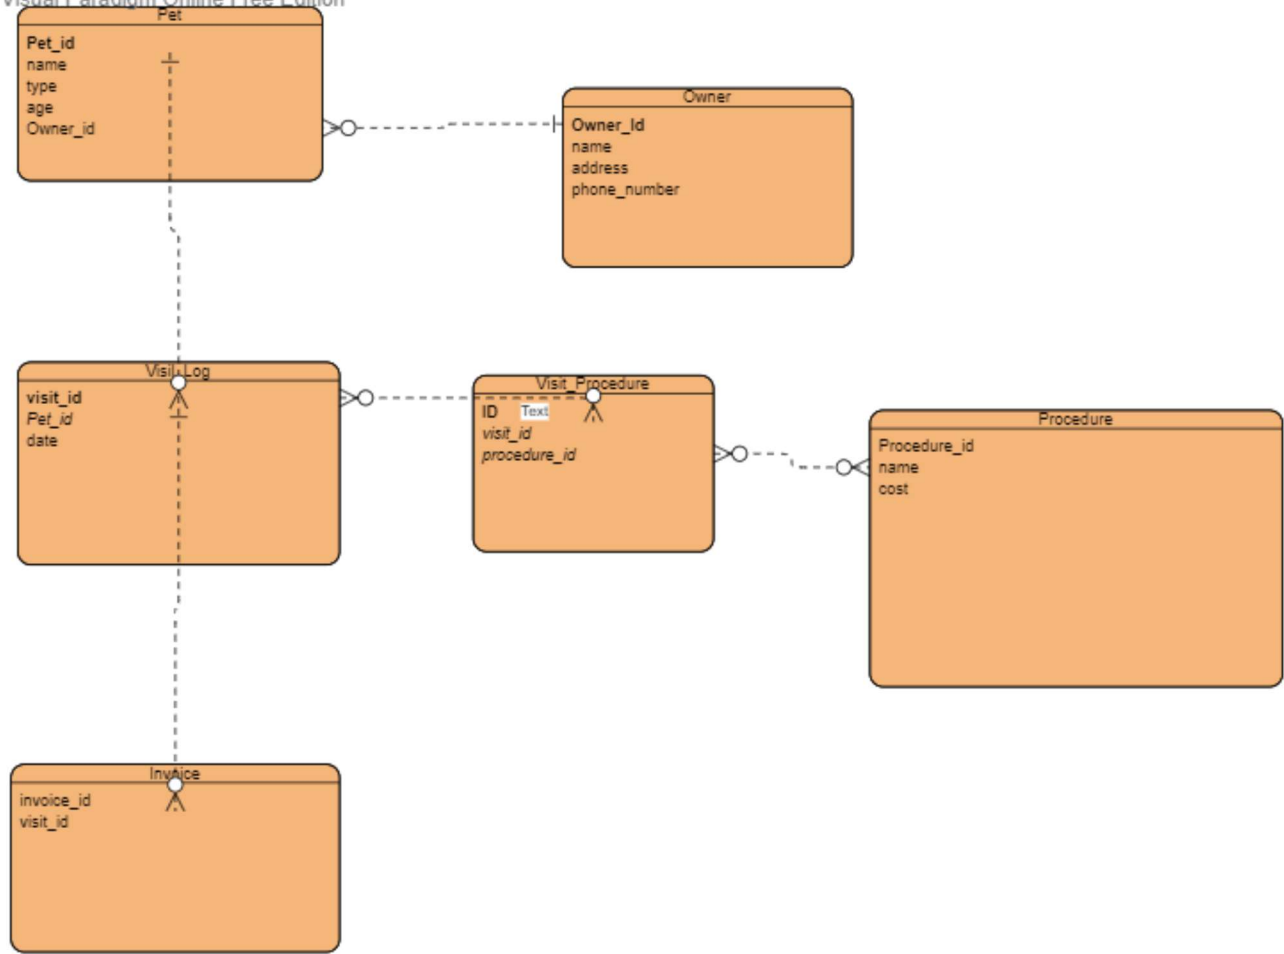 Visual Paradigm Online Free Edition
Pet
Pet_id
name
type
age
Owner_id
Owner
Owner_Id
name
address
phone_number
Visit_Log
visit_id
Pet_id
date
Visit_Procedure
ID
Text
visit_id
procedure_id
Procedure
Procedure_id
name
cost
Invoice
invoice_id
visit_id